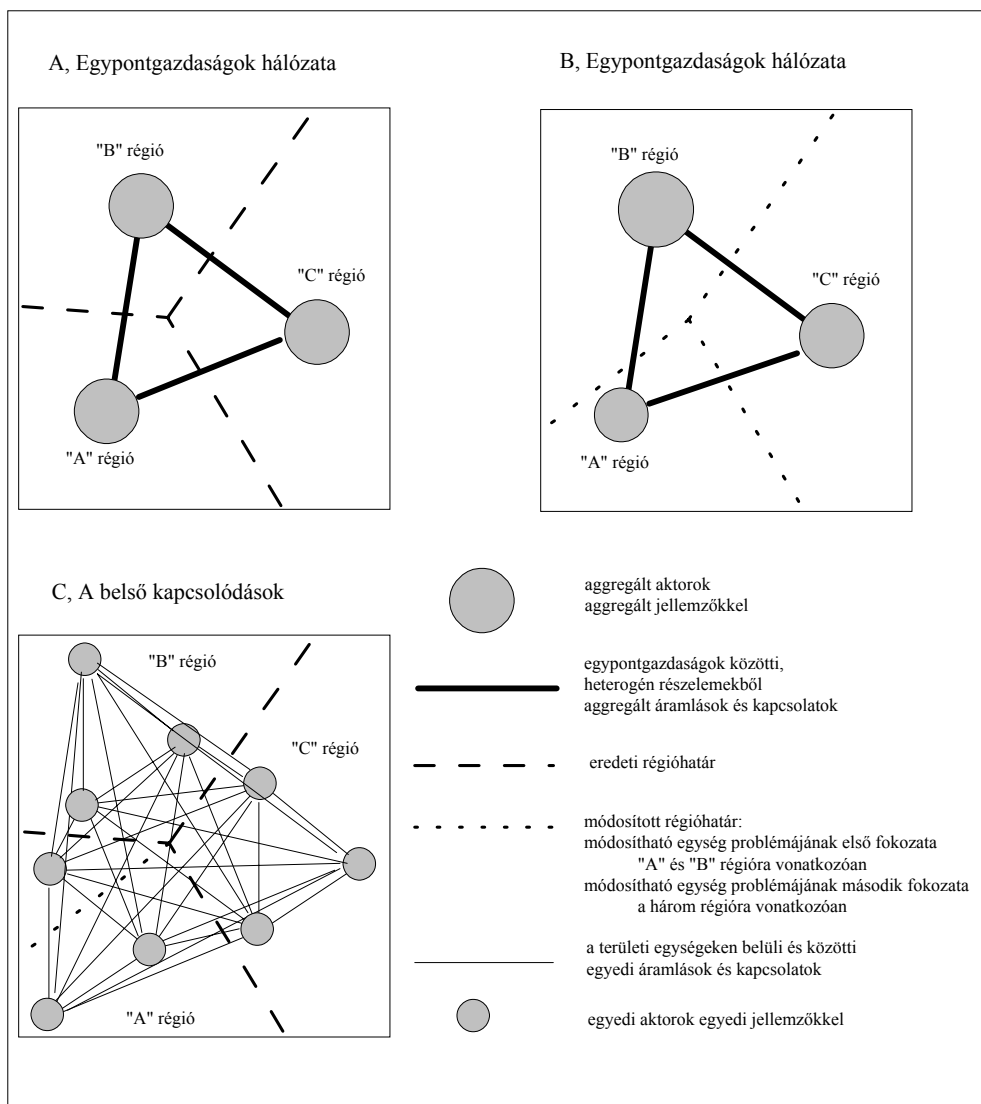 A, Egypontgazdaságok hálózata
"B" régió
"C" régió
"A" régió
B, Egypontgazdaságok hálózata
"B" régió
"C" régió
"A" régió
C, A belső kapcsolódások
"B" régió
"C" régió
"A" régió
aggregált aktorok
aggregált jellemzőkkel
egypontgazdaságok közötti,
heterogén részelemekből
aggregált áramlások és kapcsolatok
eredeti régióhatár
módosított régióhatár:
módosítható egység problémájának első fokozata
"A" és "B" régióra vonatkozóan
módosítható egység problémájának második fokozata
a három régióra vonatkozóan
a területi egységeken belüli és közötti
egyedi áramlások és kapcsolatok
egyedi aktorok egyedi jellemzőkkel